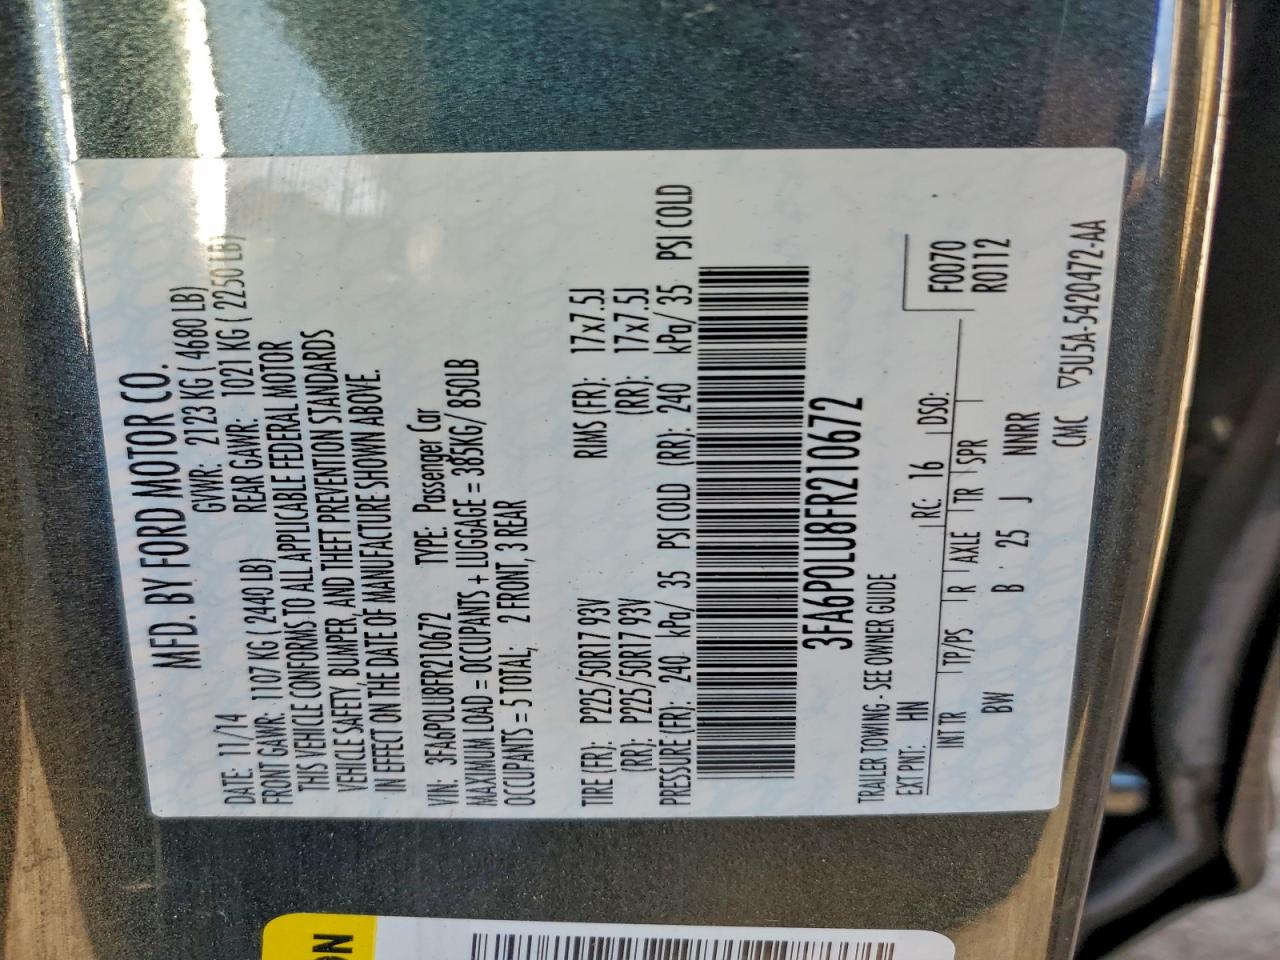 MFD. BY FORD MOTOR CO.
DATE: 11/14 GVWR: 2123 KG ( 4680 LB)
FRONT GAWR: 1107 KG ( 2440 LB) REAR GAWR: 1021 KG ( 2250 LB)
THIS VEHICLE CONFORMS TO ALL APPLICABLE FEDERAL MOTOR
VEHICLE SAFETY, BUMPER, AND THEFT PREVENTION STANDARDS
IN EFFECT ON THE DATE OF MANUFACTURE SHOWN ABOVE.
VIN: 3FA6P0LU8FR210672 TYPE: Passenger Car
MAXIMUM LOAD = OCCUPANTS + LUGGAGE = 385KG/ 850LB
OCCUPANTS = 5 TOTAL; 2 FRONT, 3 REAR
TIRE (FR): P225/50R17 93V RIMS (FR): 17x7.5J
(RR): P225/50R17 93V (RR): 17x7.5J
PRESSURE (FR): 240 kPa/ 35 PSI COLD (RR): 240 kPa/ 35 PSI COLD
3FA6P0LU8FR210672
TRAILER TOWING - SEE OWNER GUIDE
EXT PNT: HN RC: 16 DSO: F0070
INT TR TP/PS R AXLE TR SPR R0112
BW B 25 J NNRR
CMC ▽5U5A-5420472-AA
ON